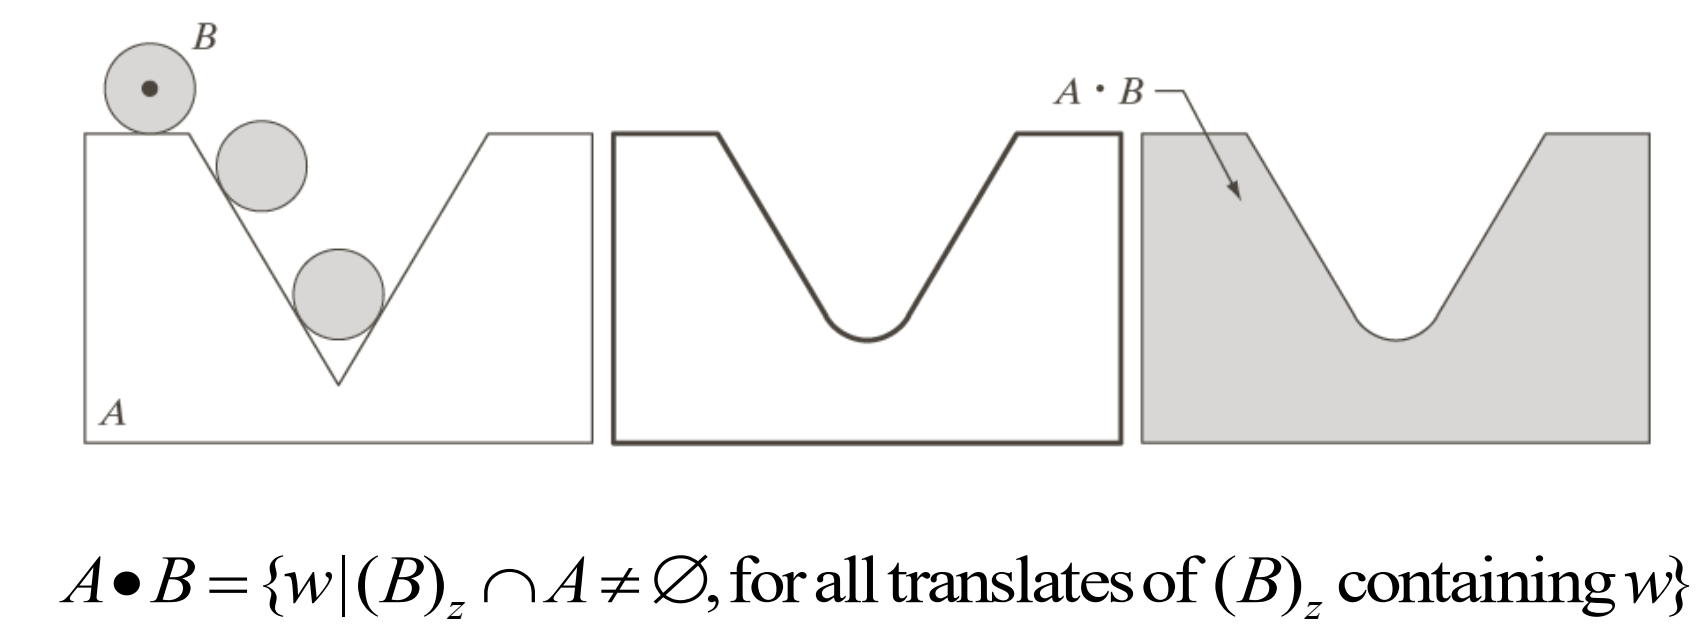 B
A • B
A
A•B = {w|(B)z ∩ A ≠ ∅, for all translates of (B)z containing w}